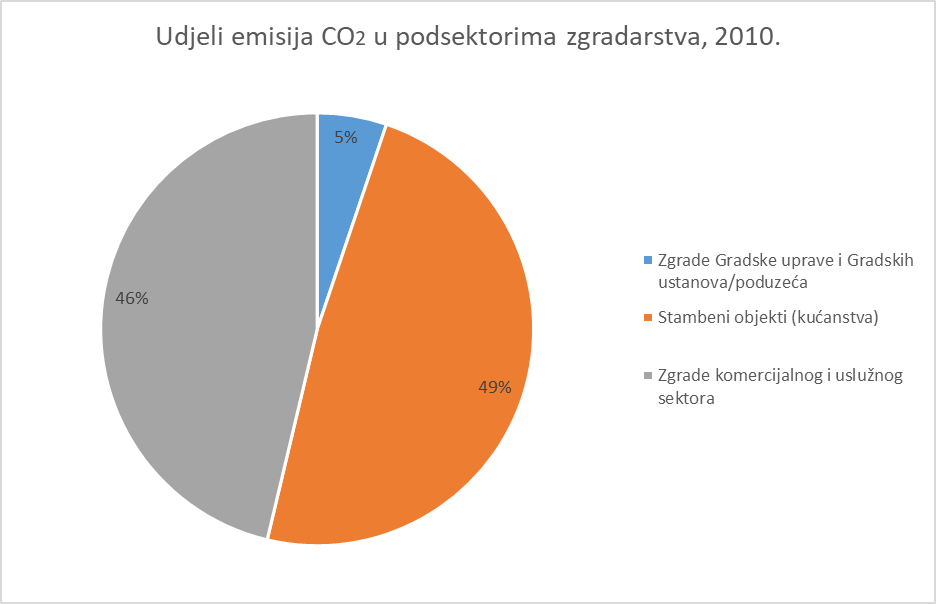 Udjeli emisija CO2 u podsektorima zgradarstva, 2010.
5%
46%
49%
Zgrade Gradske uprave i Gradskih
ustanova/poduzeća
Stambeni objekti (kućanstva)
Zgrade komercijalnog i uslužnog
sektora